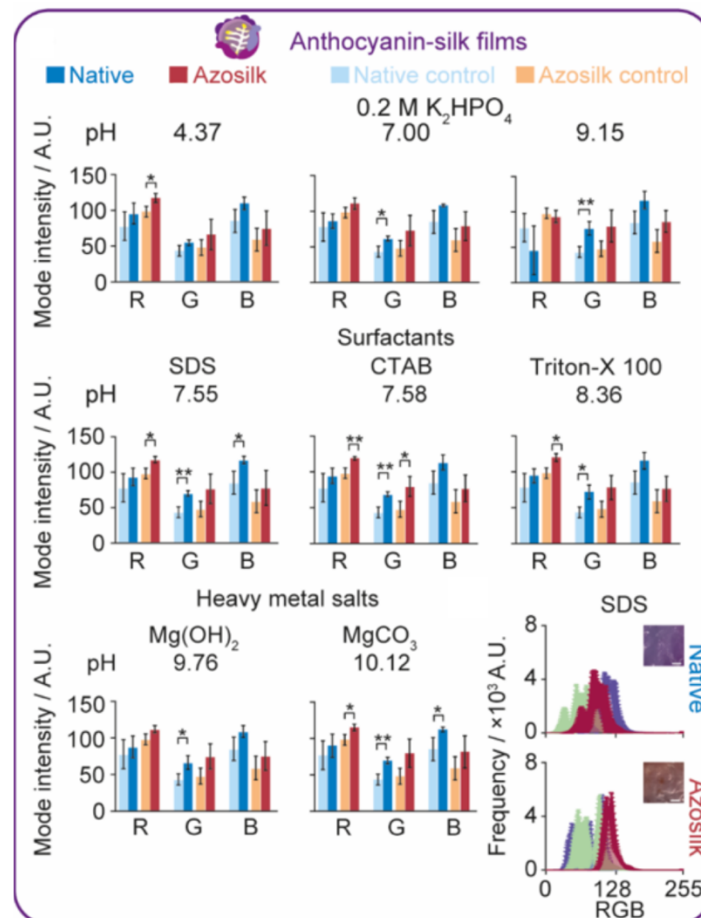 Anthocyanin-silk films
Native Azosilk Native control Azosilk control
0.2 M K₂HPO₄
pH 4.37 7.00 9.15
Mode intensity / A.U.
150
100
50
0
* * **
R G B R G B R G B
Surfactants
SDS CTAB Triton-X 100
pH 7.55 7.58 8.36
Mode intensity / A.U.
150
100
50
0
* ** * ** ** * * *
R G B R G B R G B
Heavy metal salts
Mg(OH)₂ MgCO₃
pH 9.76 10.12
Mode intensity / A.U.
150
100
50
0
* * ** *
R G B R G B
SDS
Frequency / ×10³ A.U.
8
4
0
Native
8
4
0
Azosilk
0 128 255
RGB